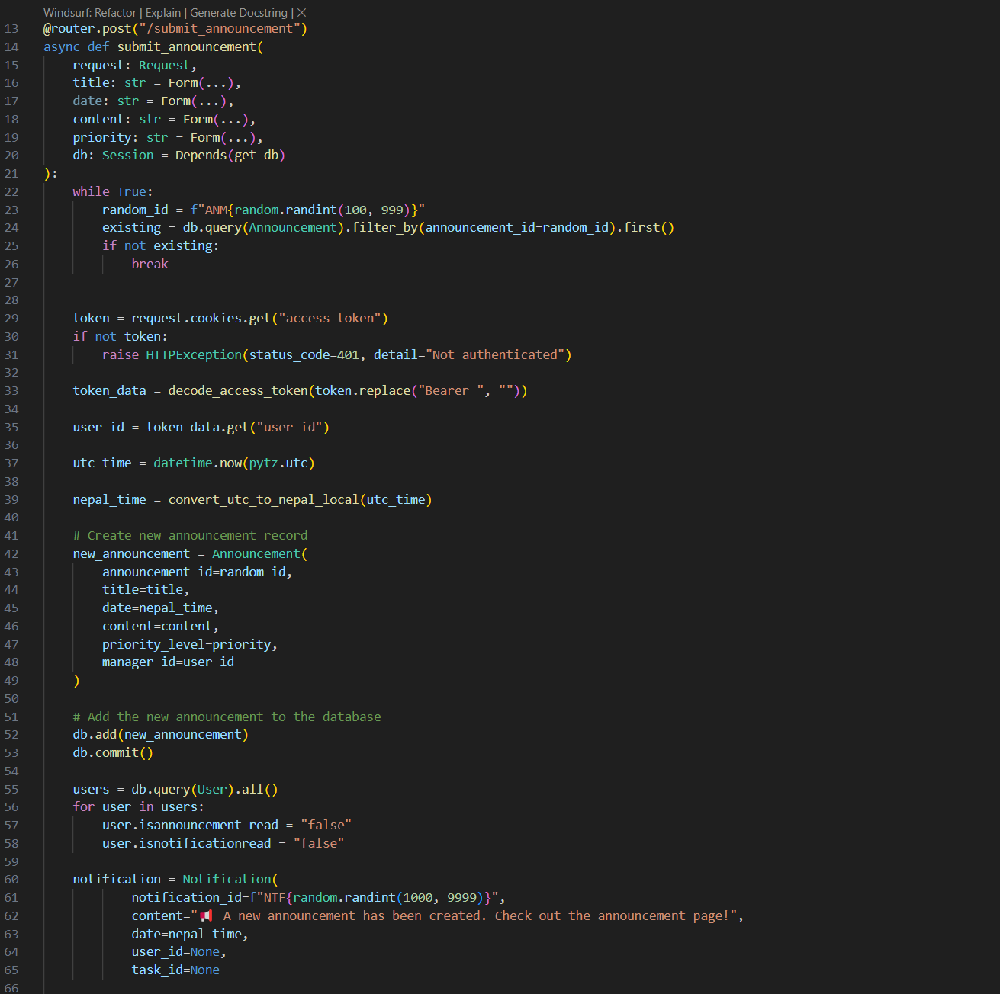 Windsurf: Refactor | Explain | Generate Docstring | ×
13 @router.post("/submit_announcement")
14 async def submit_announcement(
15     request: Request,
16     title: str = Form(...),
17     date: str = Form(...),
18     content: str = Form(...),
19     priority: str = Form(...),
20     db: Session = Depends(get_db)
21 ):
22     while True:
23         random_id = f"ANM{random.randint(100, 999)}"
24         existing = db.query(Announcement).filter_by(announcement_id=random_id).first()
25         if not existing:
26             break
27
28
29     token = request.cookies.get("access_token")
30     if not token:
31         raise HTTPException(status_code=401, detail="Not authenticated")
32
33     token_data = decode_access_token(token.replace("Bearer ", ""))
34
35     user_id = token_data.get("user_id")
36
37     utc_time = datetime.now(pytz.utc)
38
39     nepal_time = convert_utc_to_nepal_local(utc_time)
40
41     # Create new announcement record
42     new_announcement = Announcement(
43         announcement_id=random_id,
44         title=title,
45         date=nepal_time,
46         content=content,
47         priority_level=priority,
48         manager_id=user_id
49     )
50
51     # Add the new announcement to the database
52     db.add(new_announcement)
53     db.commit()
54
55     users = db.query(User).all()
56     for user in users:
57         user.isannouncement_read = "false"
58         user.isnotificationread = "false"
59
60     notification = Notification(
61             notification_id=f"NTF{random.randint(1000, 9999)}",
62             content="📢 A new announcement has been created. Check out the announcement page!",
63             date=nepal_time,
64             user_id=None,
65             task_id=None
66